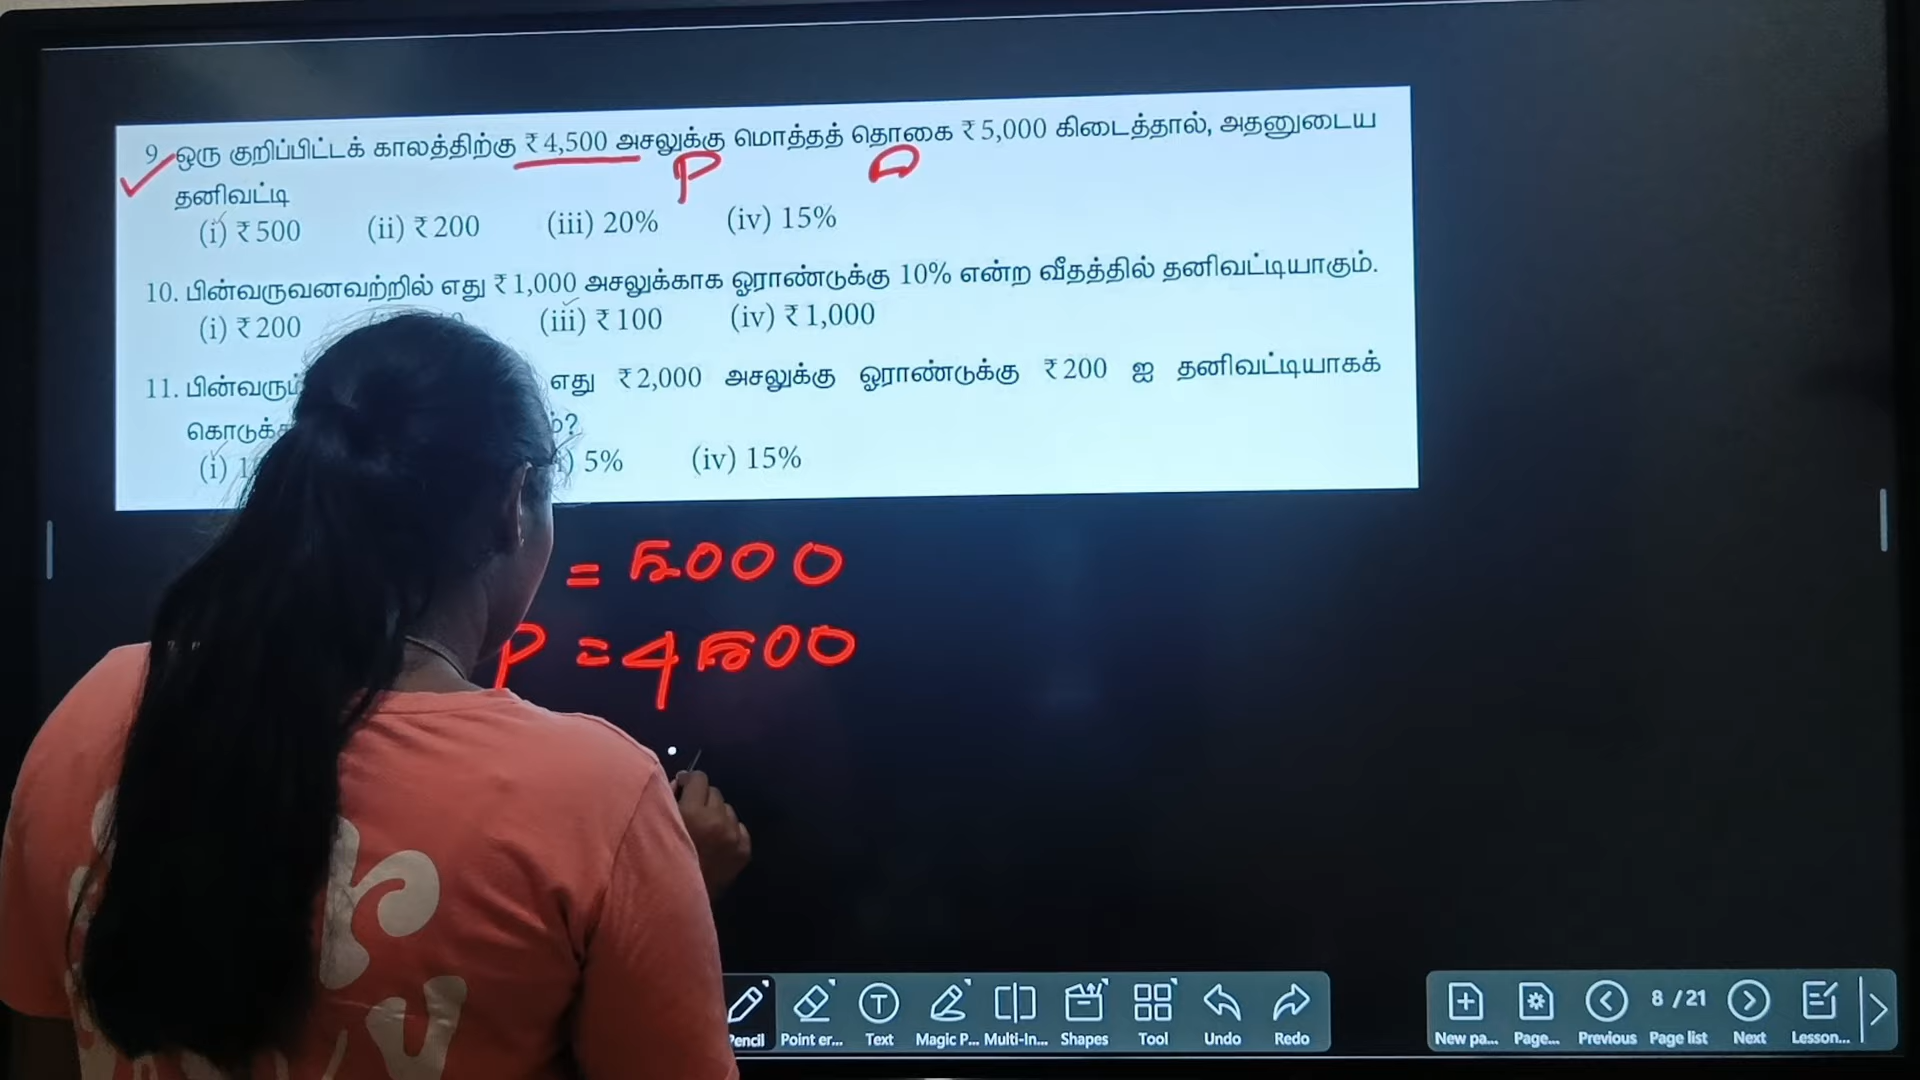 9. ஒரு குறிப்பிட்டக் காலத்திற்கு ₹4,500 அசலுக்கு மொத்தத் தொகை ₹5,000 கிடைத்தால், அதனுடைய
P A
தனிவட்டி
(i) ₹500 (ii) ₹200 (iii) 20% (iv) 15%
10. பின்வருவனவற்றில் எது ₹1,000 அசலுக்காக ஓராண்டுக்கு 10% என்ற வீதத்தில் தனிவட்டியாகும்.
(i) ₹200 (iii) ₹100 (iv) ₹1,000
11. எது ₹2,000 அசலுக்கு ஓராண்டுக்கு ₹200 ஐ தனிவட்டியாகக்
(i) 5% (iv) 15%
= 5000
P = 4500
Point er... Text Magic P... Multi-In... Shapes Tool Undo Redo New pa... Page... Previous 8 /21 Page list Next Lesson...